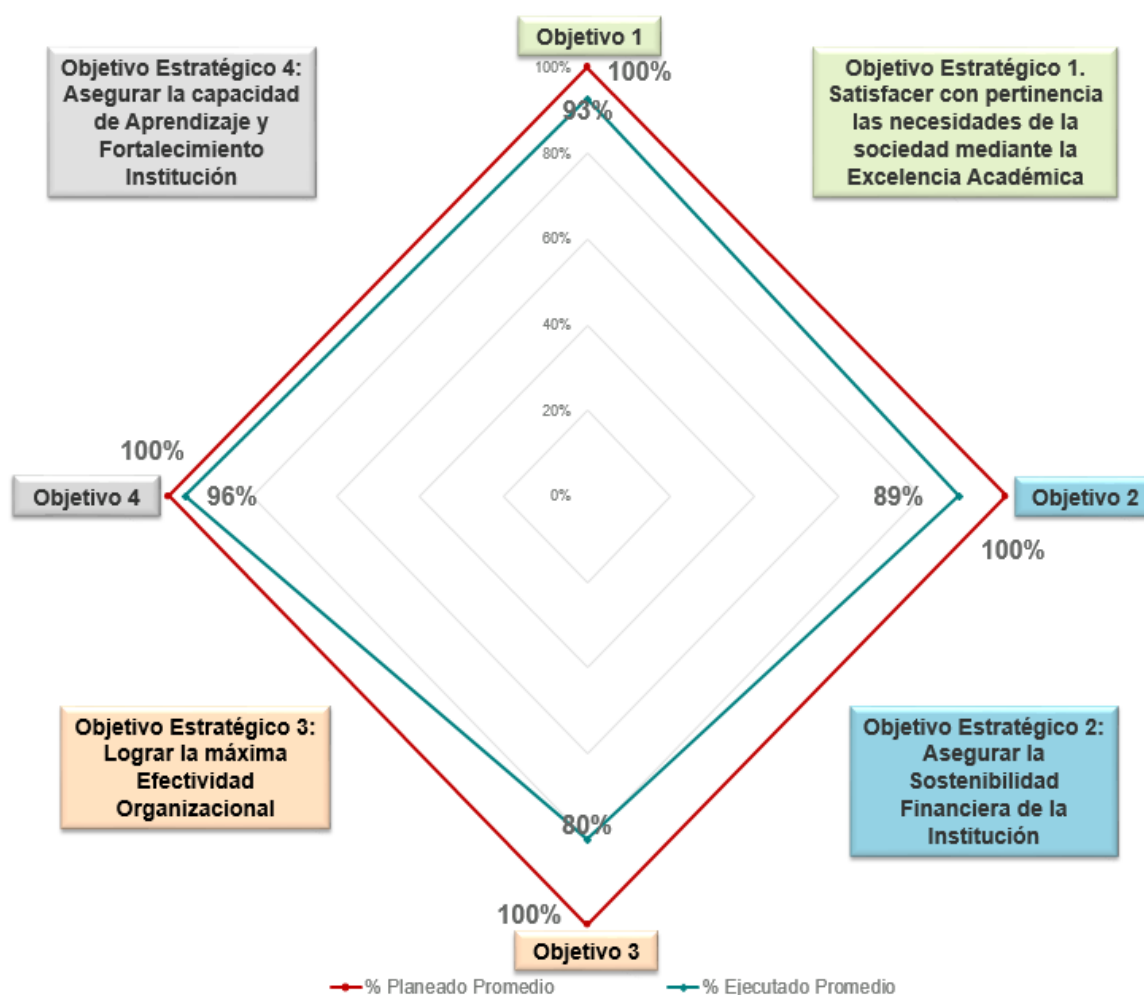 Objetivo 1
Objetivo Estratégico 4:
Asegurar la capacidad
de Aprendizaje y
Fortalecimiento
Institución
Objetivo Estratégico 1.
Satisfacer con pertinencia
las necesidades de la
sociedad mediante la
Excelencia Académica
100%
100%
93%
80%
60%
40%
20%
0%
100%
Objetivo 4
96%
89%
Objetivo 2
100%
Objetivo Estratégico 3:
Lograr la máxima
Efectividad
Organizacional
Objetivo Estratégico 2:
Asegurar la
Sostenibilidad
Financiera de la
Institución
80%
100%
Objetivo 3
% Planeado Promedio
% Ejecutado Promedio